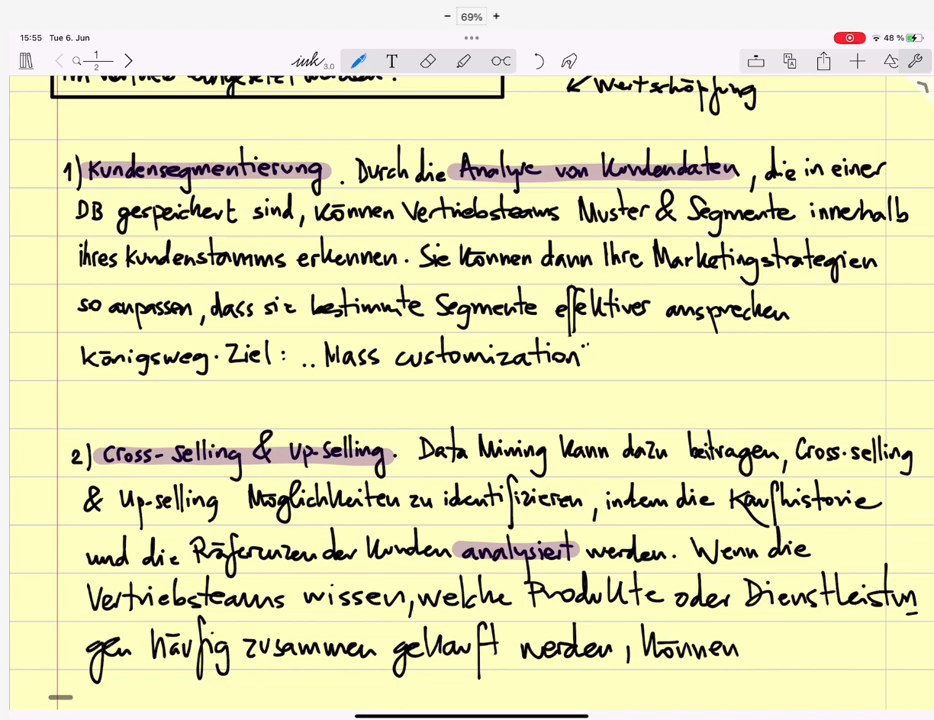 69%
15:55 Tue 6. Jun
48 %
1
2
ink 3.0
T
im Vertrieb eingesetzt werden?
Wertschöpfung
1) Kundensegmentierung. Durch die Analyse von Kundendaten, die in einer
DB gespeichert sind, können Vertriebsteams Muster & Segmente innerhalb
ihres Kundenstamms erkennen. Sie können dann Ihre Marketingstrategien
so anpassen, dass sie bestimmte Segmente effektiver ansprechen
Königsweg. Ziel: „Mass customization"
2) Cross-selling & Up-selling. Data Mining kann dazu beitragen, Cross-selling
& Up-selling Möglichkeiten zu identifizieren, indem die Kaufhistorie
und die Präferenzen der Kunden analysiert werden. Wenn die
Vertriebsteams wissen, welche Produkte oder Dienstleistun
gen häufig zusammen gekauft werden, können